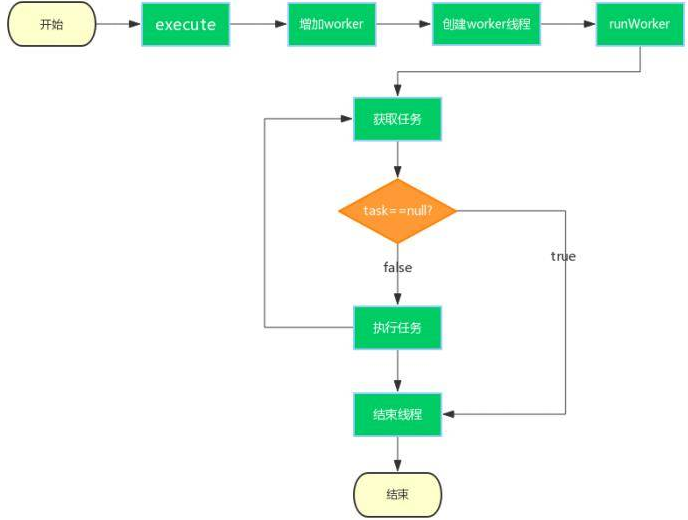 开始
execute
增加worker
创建worker线程
runWorker
获取任务
task==null?
true
false
执行任务
结束线程
结束